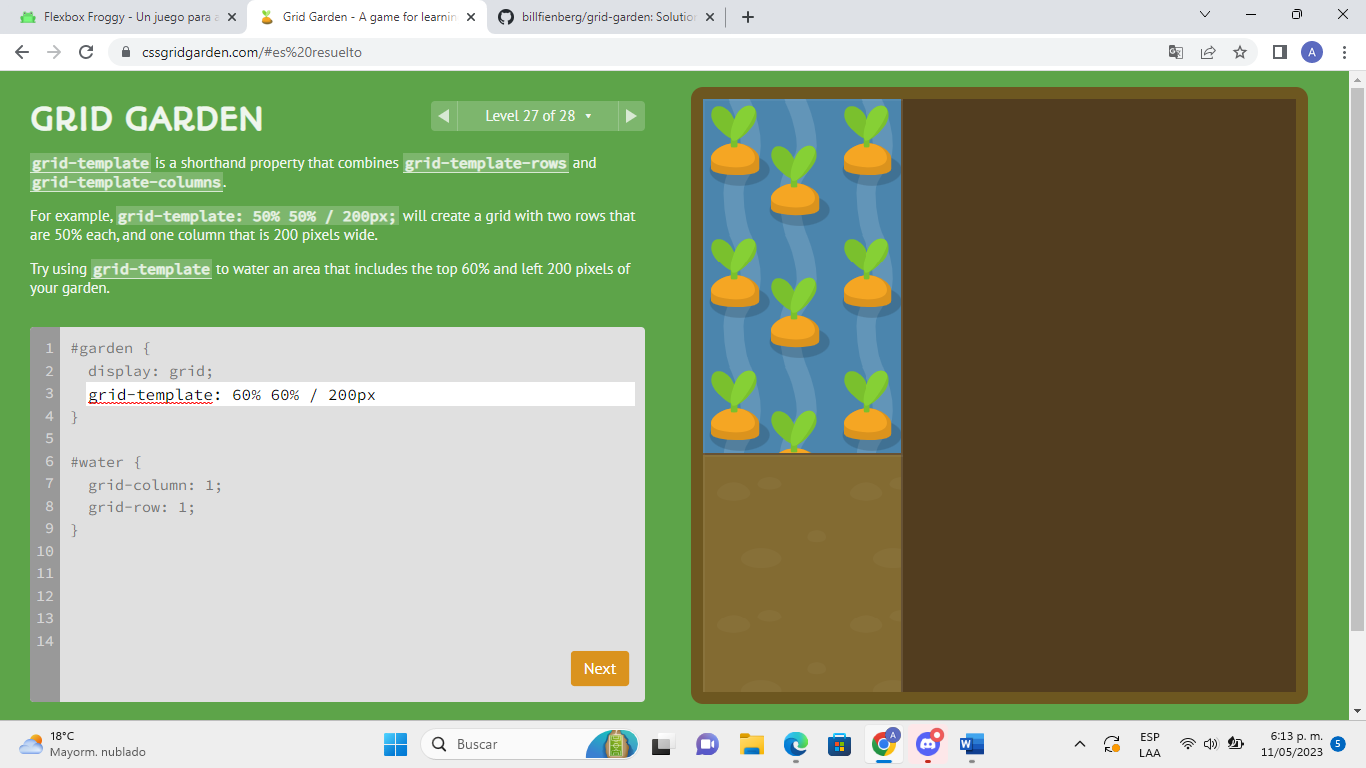 Flexbox Froggy - Un juego para a
Grid Garden - A game for learnin
billfienberg/grid-garden: Solution
cssgridgarden.com/#es%20resuelto
A
GRID GARDEN
Level 27 of 28
grid-template is a shorthand property that combines grid-template-rows and
grid-template-columns.
For example, grid-template: 50% 50% / 200px; will create a grid with two rows that
are 50% each, and one column that is 200 pixels wide.
Try using grid-template to water an area that includes the top 60% and left 200 pixels of
your garden.
1 #garden {
2 display: grid;
3 grid-template: 60% 60% / 200px
4 }
5
6 #water {
7 grid-column: 1;
8 grid-row: 1;
9 }
10
11
12
13
14
Next
18°C
Mayorm. nublado
Buscar
A
ESP
LAA
6:13 p. m.
11/05/2023
5